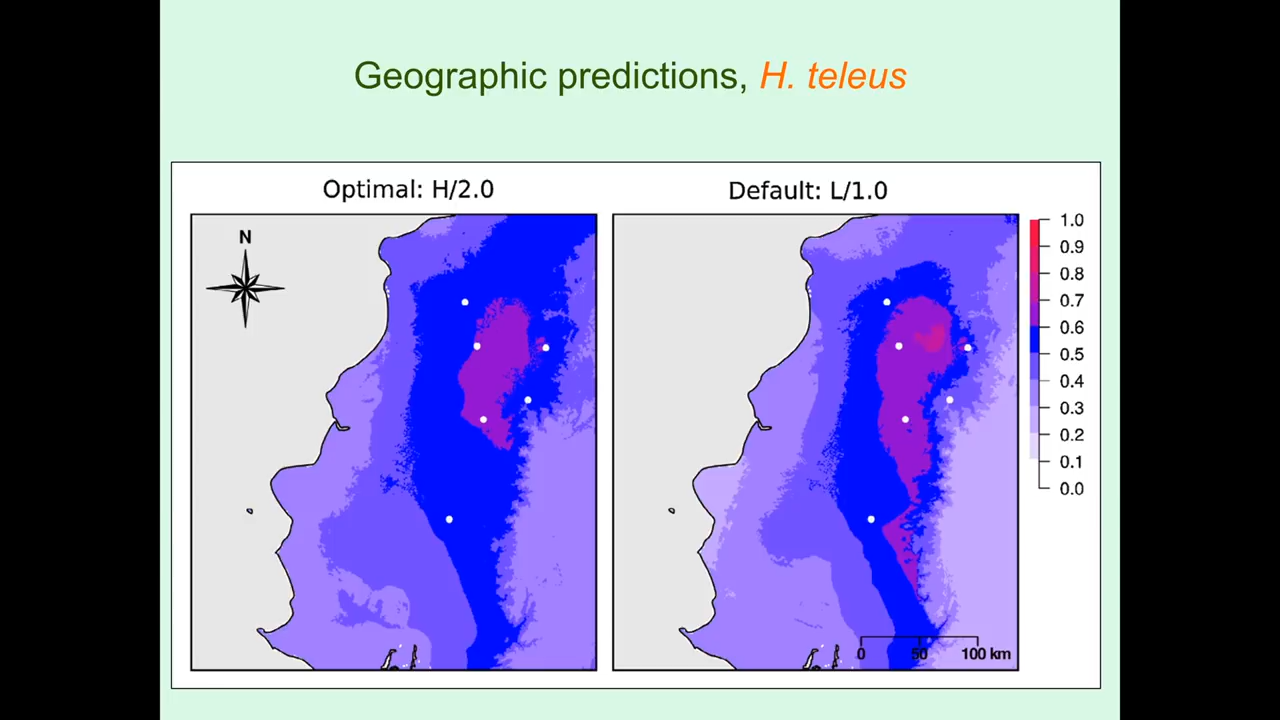 Geographic predictions, H. teleus
Optimal: H/2.0
Default: L/1.0
N
1.0
0.9
0.8
0.7
0.6
0.5
0.4
0.3
0.2
0.1
0.0
0 50 100 km